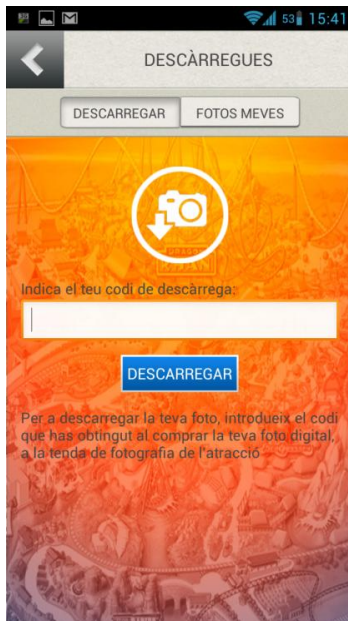 53 15:41
DESCÀRREGUES
DESCARREGAR FOTOS MEVES
Indica el teu codi de descàrrega:
DESCARREGAR
Per a descarregar la teva foto, introdueix el codi
que has obtingut al comprar la teva foto digital,
a la tenda de fotografia de l'atracció